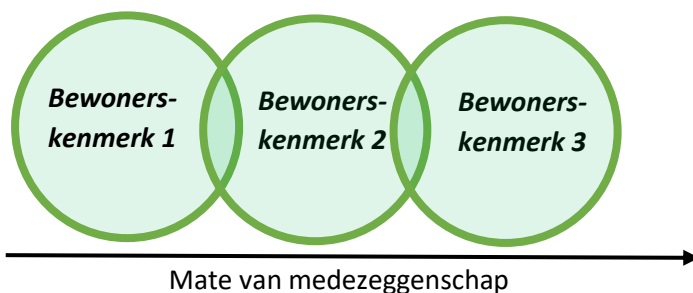 Bewoners-
kenmerk 1
Bewoners-
kenmerk 2
Bewoners-
kenmerk 3
Mate van medezeggenschap